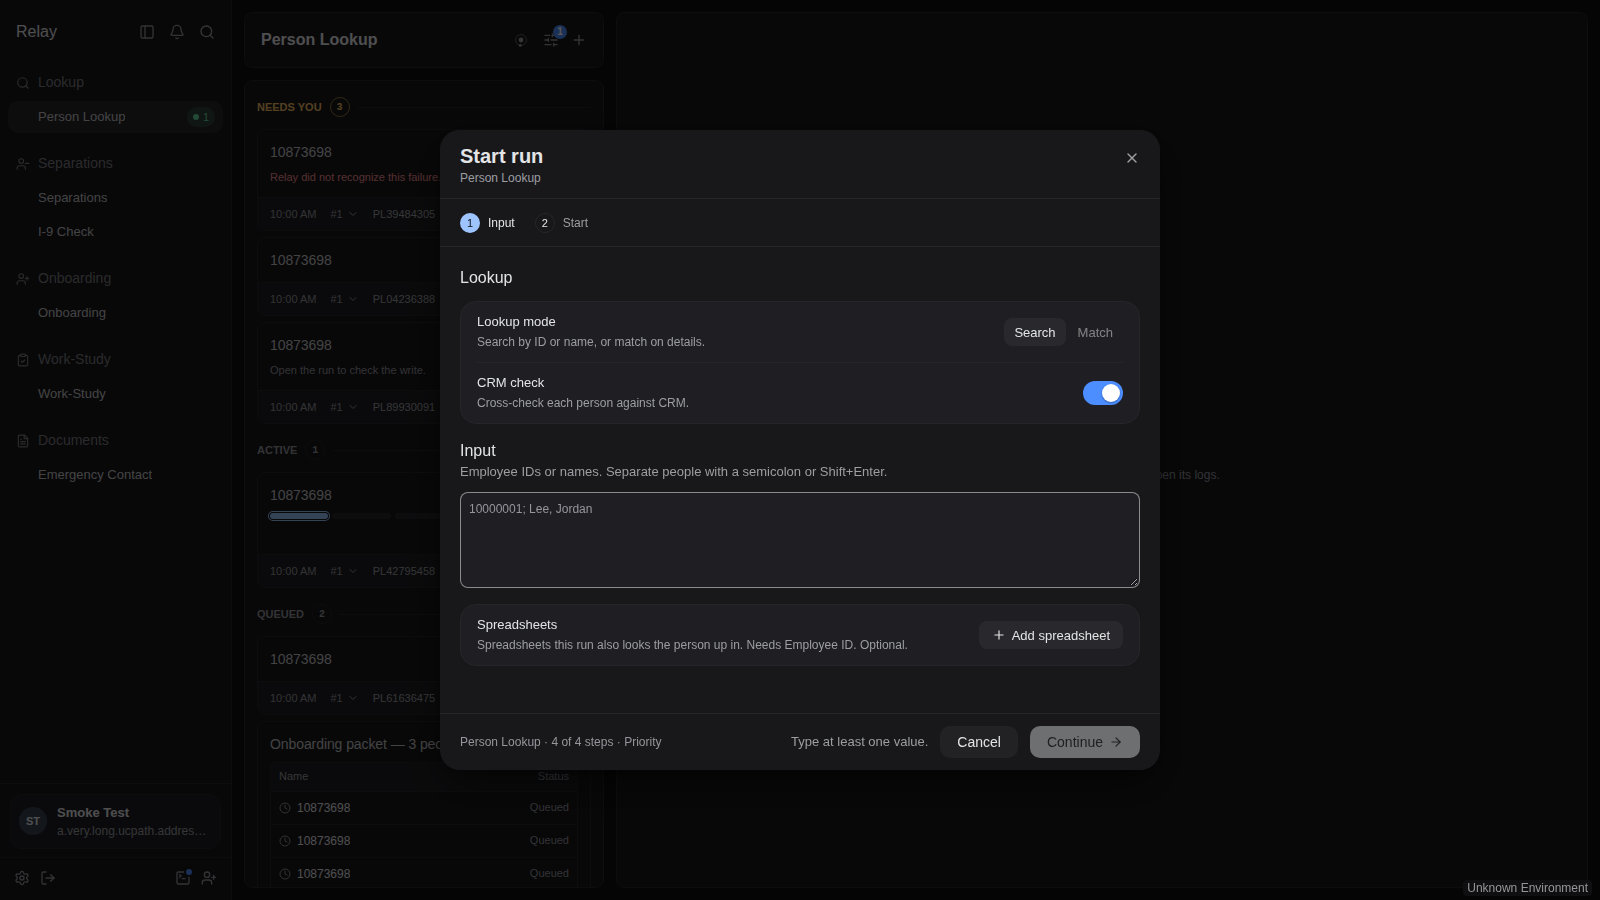 Relay
Lookup
Person Lookup
1
Separations
Separations
I-9 Check
Onboarding
Onboarding
Work-Study
Work-Study
Documents
Emergency Contact
ST
Smoke Test
a.very.long.ucpath.addres…
Person Lookup
1
NEEDS YOU 3
10873698
Relay did not recognize this failure.
10:00 AM #1 PL39484305
10873698
10:00 AM #1 PL04236388
10873698
Open the run to check the write.
10:00 AM #1 PL89930091
ACTIVE 1
10873698
10:00 AM #1 PL42795458
QUEUED 2
10873698
10:00 AM #1 PL61636475
Onboarding packet — 3 peo
Name Status
10873698 Queued
10873698 Queued
10873698 Queued
Start run
Person Lookup
1 Input 2 Start
Lookup
Lookup mode
Search by ID or name, or match on details.
Search Match
CRM check
Cross-check each person against CRM.
Input
Employee IDs or names. Separate people with a semicolon or Shift+Enter.
10000001; Lee, Jordan
Spreadsheets
Spreadsheets this run also looks the person up in. Needs Employee ID. Optional.
Add spreadsheet
Person Lookup · 4 of 4 steps · Priority
Type at least one value.
Cancel
Continue
its logs.
Unknown Environment